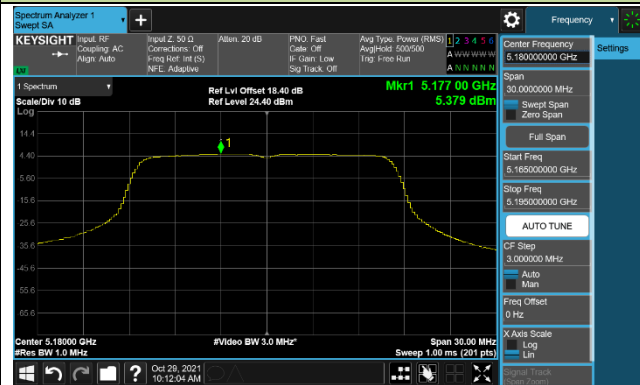 Spectrum Analyzer 1
Swept SA
Frequency
KEYSIGHT
Input: RF
Coupling: AC
Align: Auto
Input Z: 50 Ω
Corrections: Off
Freq Ref: Int (S)
NFE: Adaptive
Atten: 20 dB
PNO: Fast
Gate: Off
IF Gain: Low
Sig Track: Off
Avg Type: Power (RMS)
Avg|Hold: 500/500
Trig: Free Run
1 2 3 4 5 6
A W W W W W
A N N N N N
LNI
1 Spectrum
Scale/Div 10 dB
Log
Ref Lvl Offset 18.40 dB
Ref Level 24.40 dBm
Mkr1 5.177 00 GHz
5.379 dBm
1
14.4
4.40
-5.60
-15.6
-25.6
-35.6
-45.6
-55.6
-65.6
Center 5.18000 GHz
#Res BW 1.0 MHz
#Video BW 3.0 MHz*
Span 30.00 MHz
Sweep 1.00 ms (201 pts)
Oct 29, 2021
10:12:04 AM
Center Frequency
5.18000000 GHz
Settings
Span
30.0000000 MHz
Swept Span
Zero Span
Full Span
Start Freq
5.165000000 GHz
Stop Freq
5.195000000 GHz
AUTO TUNE
CF Step
3.000000 MHz
Auto
Man
Freq Offset
0 Hz
X Axis Scale
Log
Lin
Signal Track
(Span Zoom)